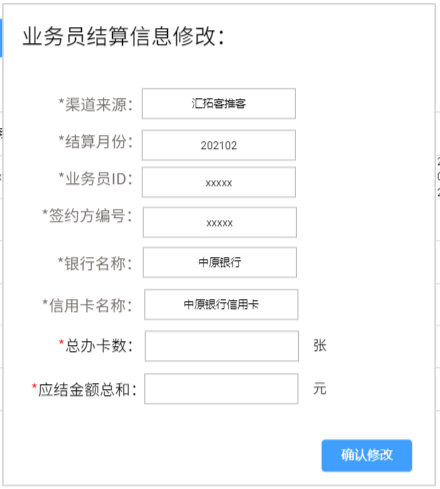 业务员结算信息修改：
*渠道来源： 汇拓客推客
*结算月份： 202102
*业务员ID： xxxxx
*签约方编号： xxxxx
*银行名称： 中原银行
*信用卡名称： 中原银行信用卡
*总办卡数： 张
*应结金额总和： 元
确认修改